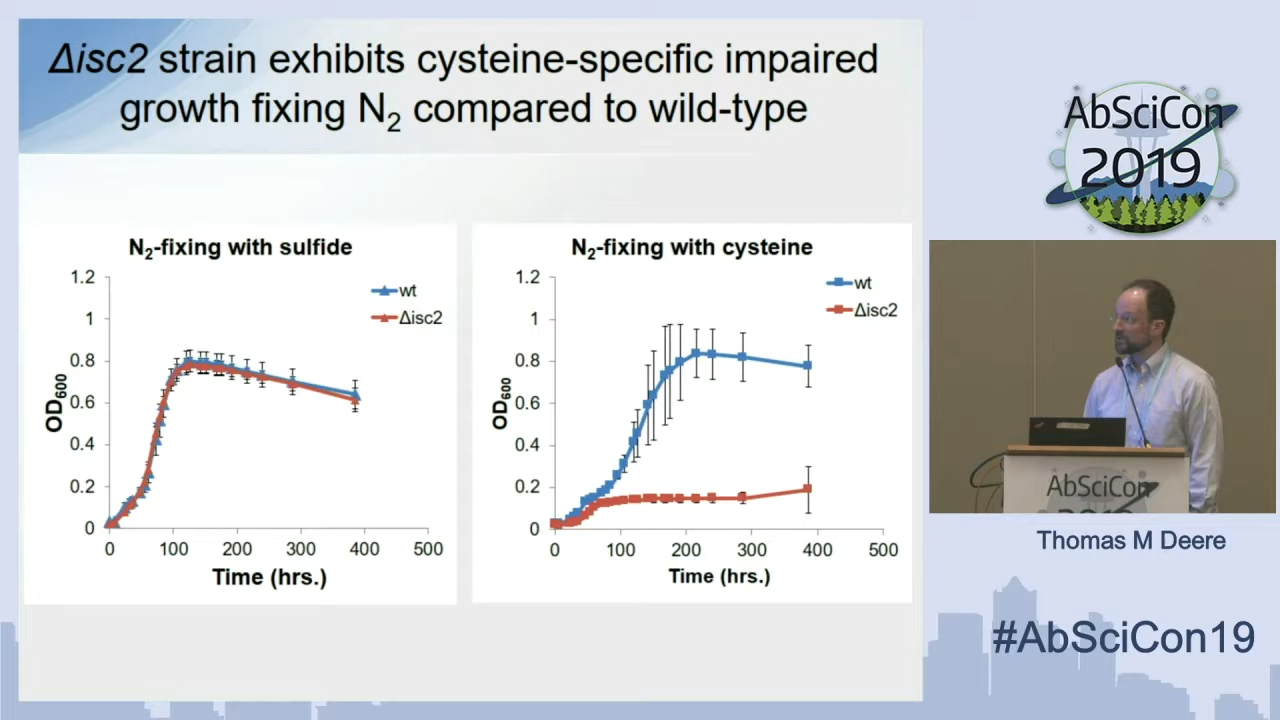 Δisc2 strain exhibits cysteine-specific impaired
growth fixing N₂ compared to wild-type
N₂-fixing with sulfide
1.2
1
0.8
0.6
0.4
0.2
0
OD₆₀₀
0 100 200 300 400 500
Time (hrs.)
wt
Δisc2
N₂-fixing with cysteine
1.2
1
0.8
0.6
0.4
0.2
0
OD₆₀₀
0 100 200 300 400 500
Time (hrs.)
wt
Δisc2
AbSciCon
2019
AbSciCon
2019
Thomas M Deere
#AbSciCon19